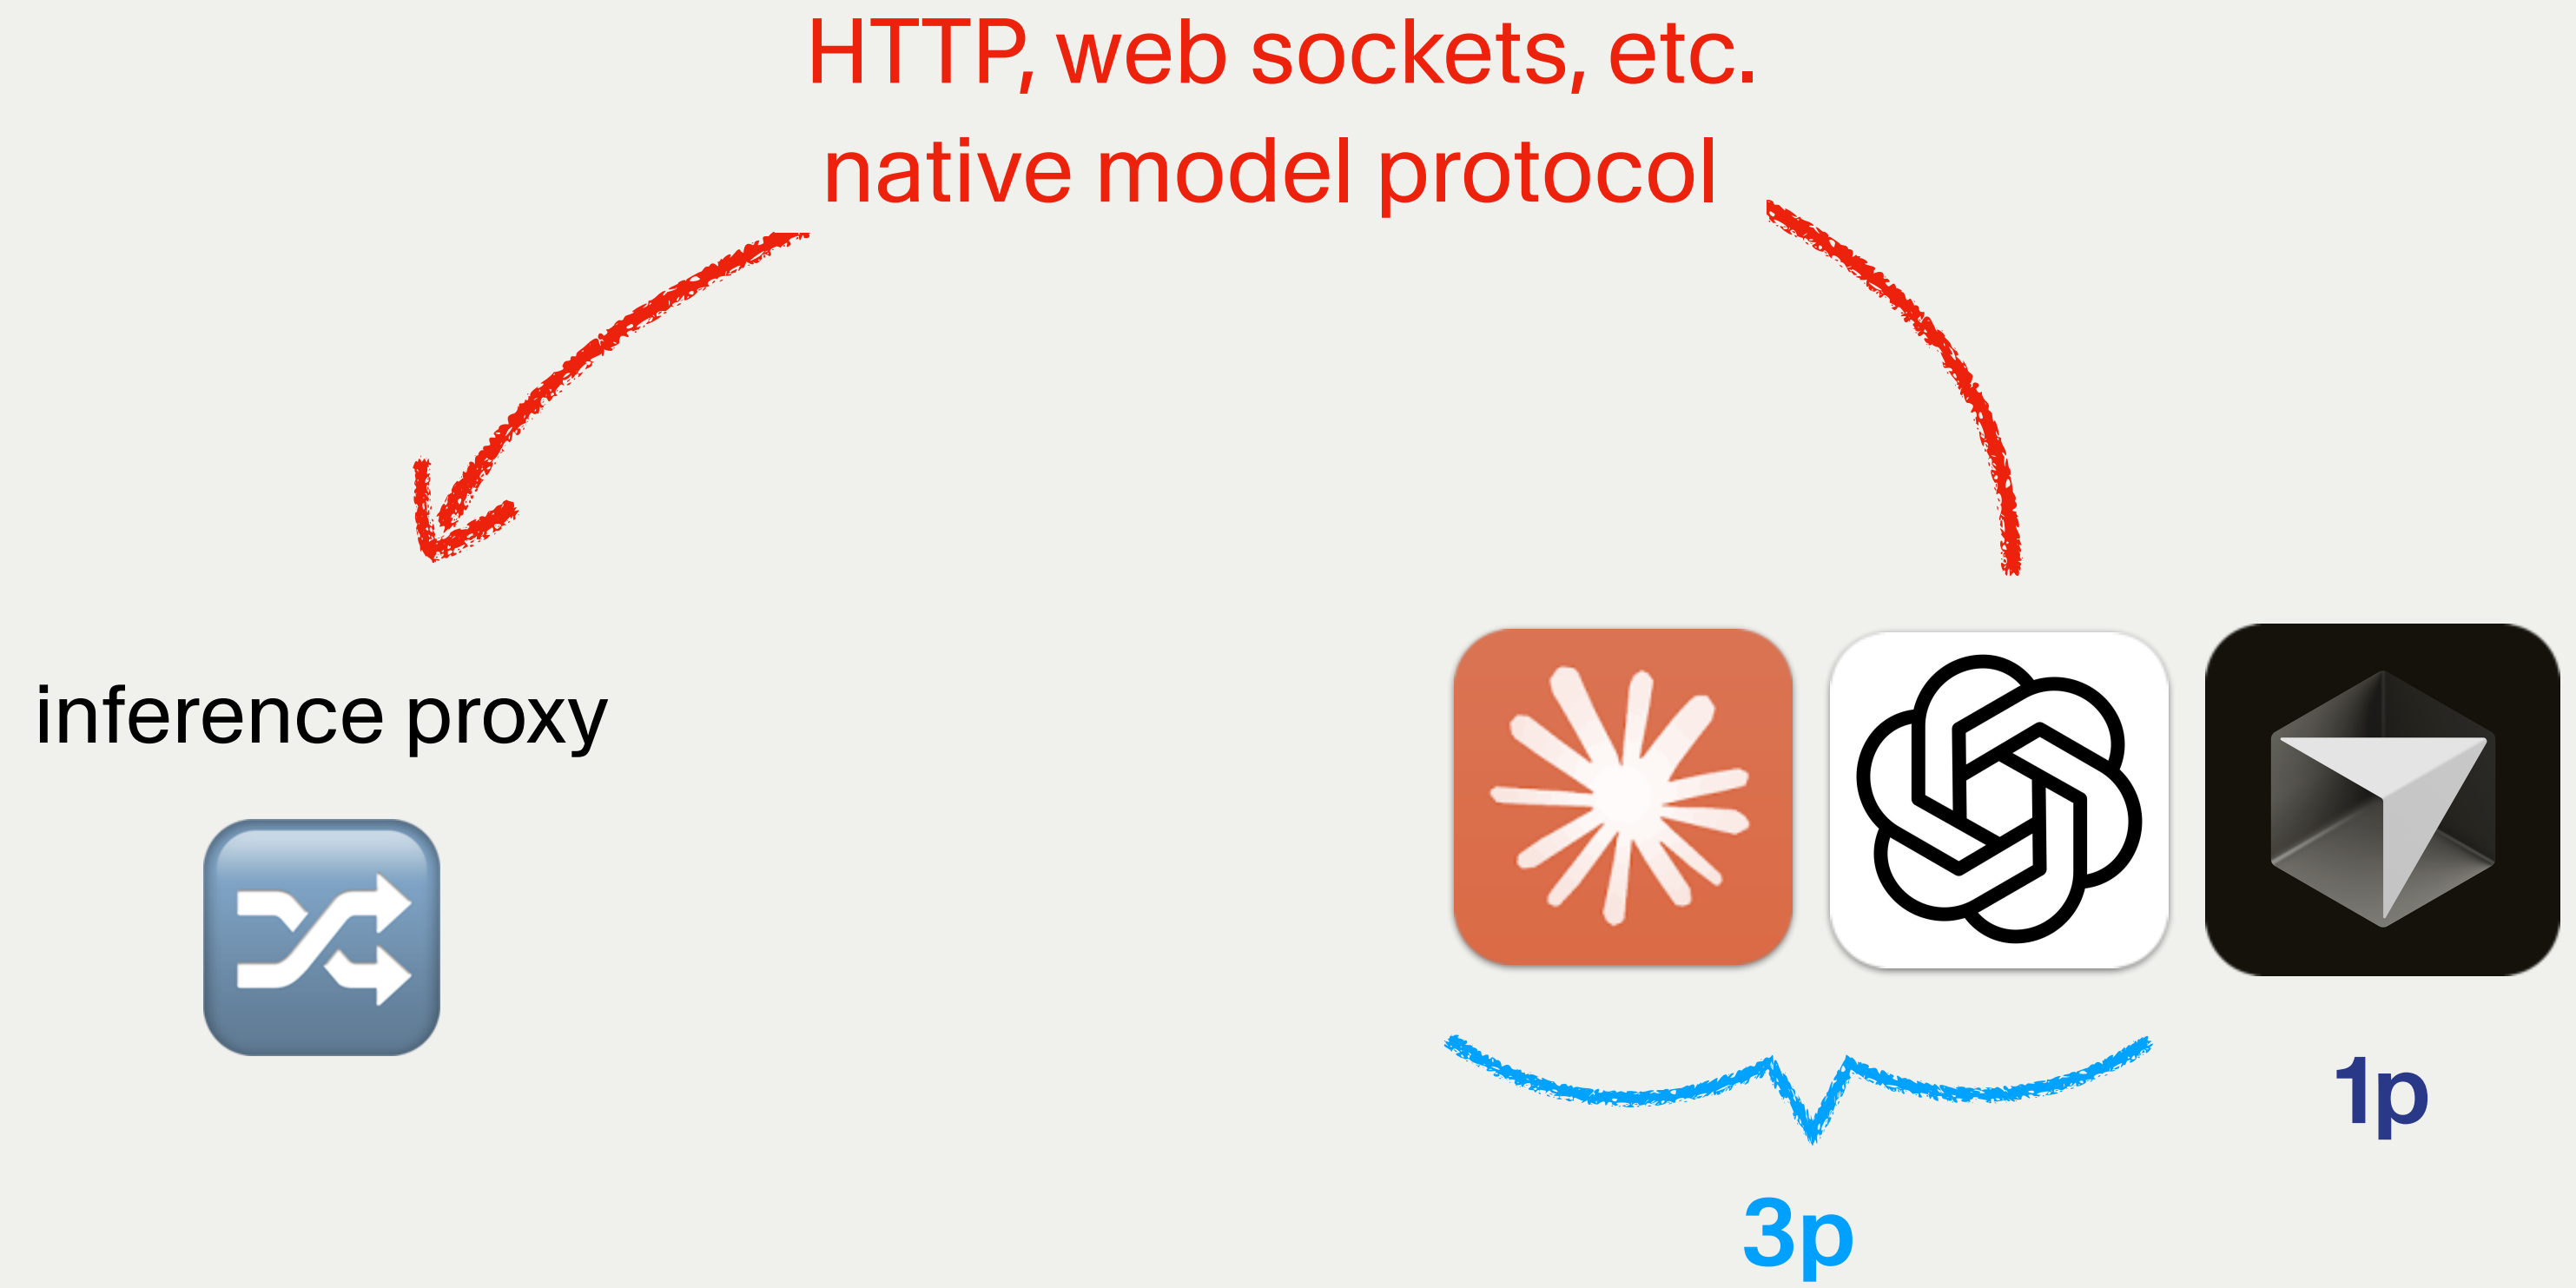 HTTP, web sockets, etc.
native model protocol
inference proxy
1p
3p